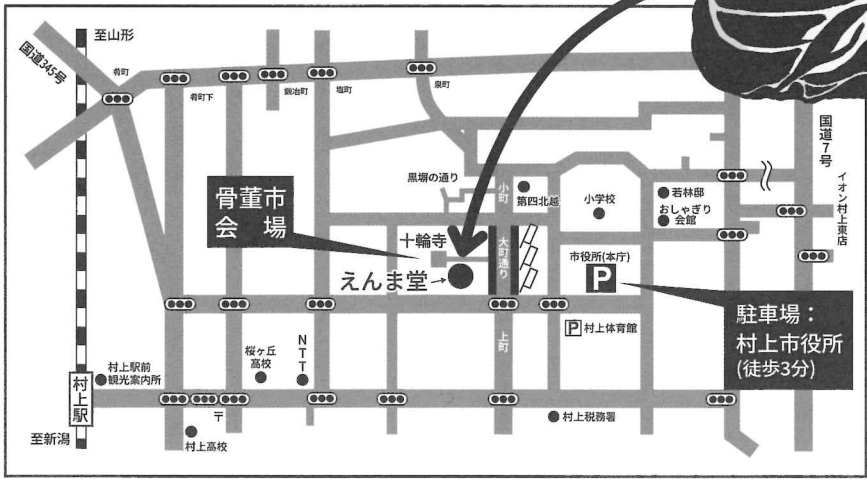 至山形
国道345号
肴町
肴町下
鍛冶町
塩町
泉町
国道7号
イオン村上東店
黒塀の通り
小町
第四北越
小学校
若林邸
おしゃぎり
会館
骨董市
会 場
十輪寺
えんま堂
大町通り
市役所(本庁)
P
駐車場：
村上市役所
(徒歩3分)
上町
P 村上体育館
村上駅前
観光案内所
桜ヶ丘
高校
NTT
村上駅
〒
村上高校
村上税務署
至新潟